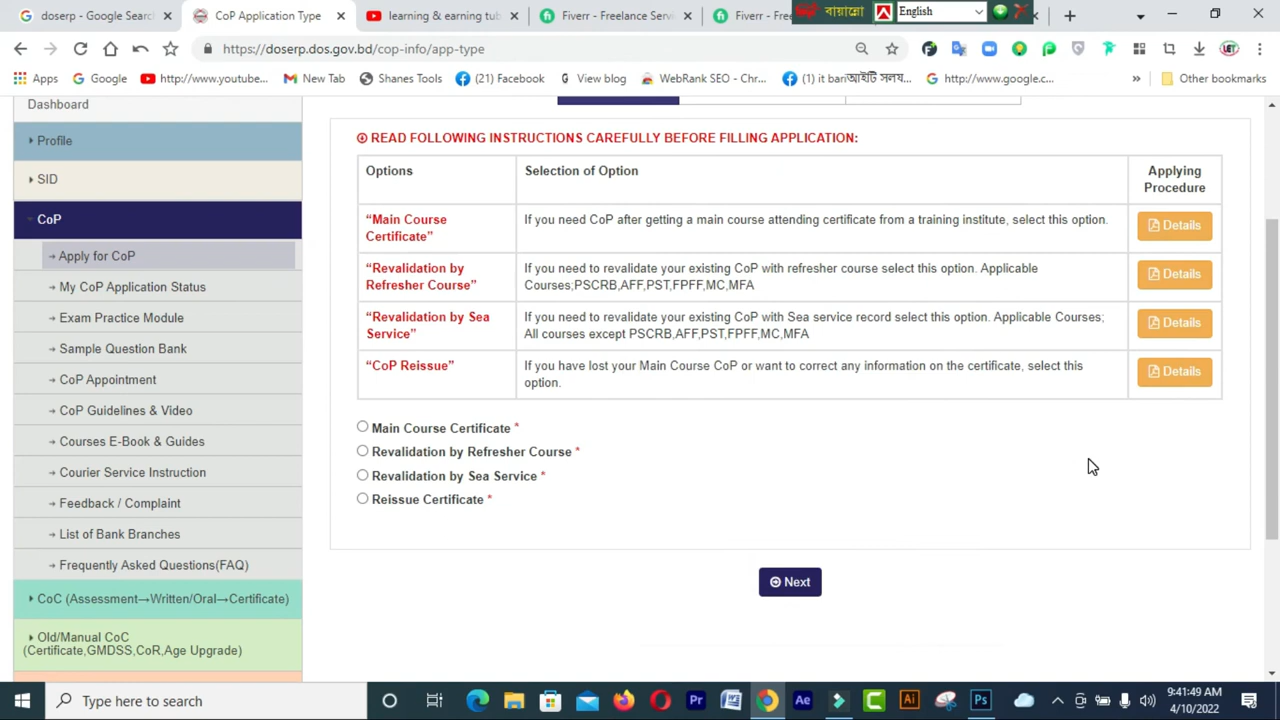 doserp - G
CoP Application Type
learning & earning tub
Fiverr - Freelance Servic
Fiverr - Free
বায়ান্নো
English
https://doserp.dos.gov.bd/cop-info/app-type
Apps
Google
http://www.youtube...
New Tab
Shanes Tools
(21) Facebook
View blog
WebRank SEO - Chr...
(1) it bari
http://www.google.c...
Other bookmarks
Dashboard
Profile
SID
CoP
Apply for CoP
My CoP Application Status
Exam Practice Module
Sample Question Bank
CoP Appointment
CoP Guidelines & Video
Courses E-Book & Guides
Courier Service Instruction
Feedback / Complaint
List of Bank Branches
Frequently Asked Questions(FAQ)
CoC (Assessment→Written/Oral→Certificate)
Old/Manual CoC
(Certificate,GMDSS,CoR,Age Upgrade)
READ FOLLOWING INSTRUCTIONS CAREFULLY BEFORE FILLING APPLICATION:
Options
Selection of Option
Applying
Procedure
“Main Course
Certificate”
If you need CoP after getting a main course attending certificate from a training institute, select this option.
Details
“Revalidation by
Refresher Course”
If you need to revalidate your existing CoP with refresher course select this option. Applicable
Courses;PSCRB,AFF,PST,FPFF,MC,MFA
Details
“Revalidation by Sea
Service”
If you need to revalidate your existing CoP with Sea service record select this option. Applicable Courses;
All courses except PSCRB,AFF,PST,FPFF,MC,MFA
Details
“CoP Reissue”
If you have lost your Main Course CoP or want to correct any information on the certificate, select this
option.
Details
Main Course Certificate *
Revalidation by Refresher Course *
Revalidation by Sea Service *
Reissue Certificate *
Next
Type here to search
9:41:49 AM
4/10/2022